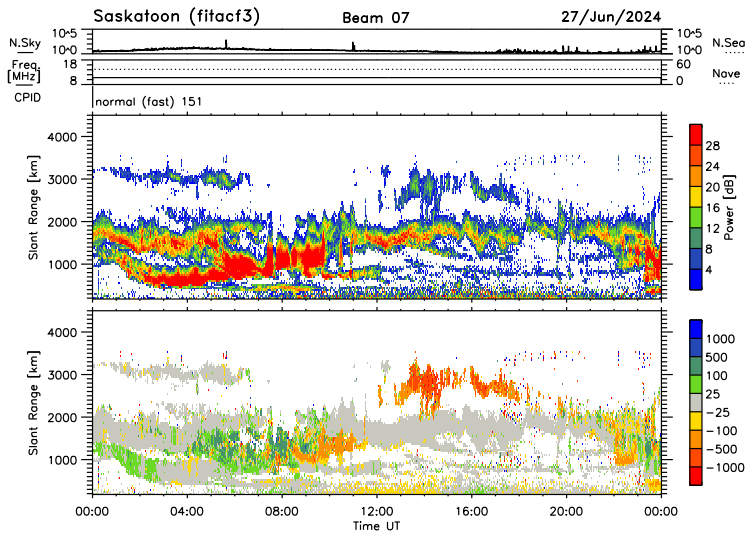 Saskatoon (fitacf3) Beam 07 27/Jun/2024
N.Sky 10^5 10^0 10^5 10^0 N.Sea
Freq. [MHz] 18 8 60 0 Nave
CPID normal (fast) 151
Slant Range [km] 4000 3000 2000 1000
28 24 20 16 12 8 4 Power [dB]
Slant Range [km] 4000 3000 2000 1000
1000 500 100 25 -25 -100 -500 -1000
00:00 04:00 08:00 12:00 16:00 20:00 00:00
Time UT